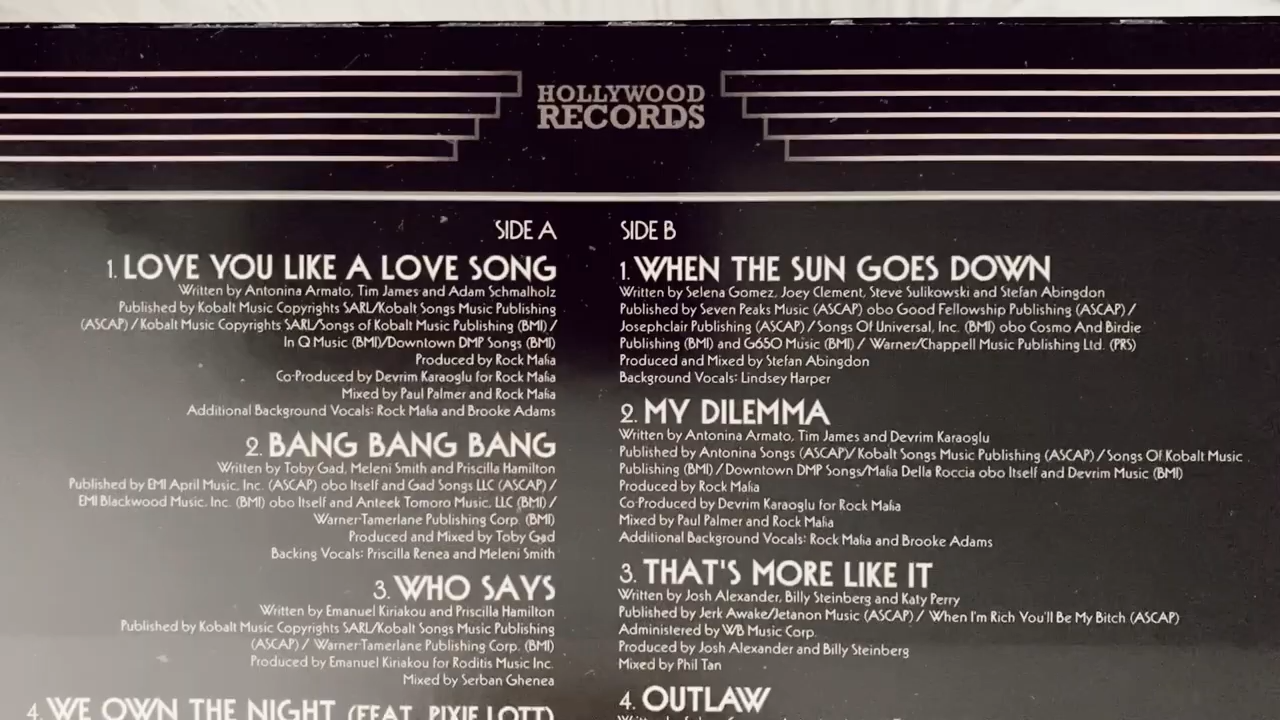 HOLLYWOOD
RECORDS
SIDE A
1. LOVE YOU LIKE A LOVE SONG
Written by Antonina Armato, Tim James and Adam Schmalholz
Published by Kobalt Music Copyrights SARL/Kobalt Songs Music Publishing
(ASCAP) / Kobalt Music Copyrights SARL/Songs of Kobalt Music Publishing (BMI) /
In Q Music (BMI)/Downtown DMP Songs (BMI)
Produced by Rock Mafia
Co-Produced by Devrim Karaoglu for Rock Mafia
Mixed by Paul Palmer and Rock Mafia
Additional Background Vocals: Rock Mafia and Brooke Adams
2. BANG BANG BANG
Written by Toby Gad, Meleni Smith and Priscilla Hamilton
Published by EMI April Music, Inc. (ASCAP) obo Itself and Gad Songs LLC (ASCAP) /
EMI Blackwood Music, Inc. (BMI) obo Itself and Anteek Tomoro Music, LLC (BMI) /
Warner-Tamerlane Publishing Corp. (BMI)
Produced and Mixed by Toby Gad
Backing Vocals: Priscilla Renea and Meleni Smith
3. WHO SAYS
Written by Emanuel Kiriakou and Priscilla Hamilton
Published by Kobalt Music Copyrights SARL/Kobalt Songs Music Publishing
(ASCAP) / Warner-Tamerlane Publishing Corp. (BMI)
Produced by Emanuel Kiriakou for Roditis Music Inc.
Mixed by Serban Ghenea
4. WE OWN THE NIGHT (FEAT. PIXIE LOTT)
SIDE B
1. WHEN THE SUN GOES DOWN
Written by Selena Gomez, Joey Clement, Steve Sulikowski and Stefan Abingdon
Published by Seven Peaks Music (ASCAP) obo Good Fellowship Publishing (ASCAP) /
Josephclair Publishing (ASCAP) / Songs Of Universal, Inc. (BMI) obo Cosmo And Birdie
Publishing (BMI) and G650 Music (BMI) / Warner/Chappell Music Publishing Ltd. (PRS)
Produced and Mixed by Stefan Abingdon
Background Vocals: Lindsey Harper
2. MY DILEMMA
Written by Antonina Armato, Tim James and Devrim Karaoglu
Published by Antonina Songs (ASCAP)/ Kobalt Songs Music Publishing (ASCAP) / Songs Of Kobalt Music
Publishing (BMI) / Downtown DMP Songs/Mafia Della Roccia obo Itself and Devrim Music (BMI)
Produced by Rock Mafia
Co-Produced by Devrim Karaoglu for Rock Mafia
Mixed by Paul Palmer and Rock Mafia
Additional Background Vocals: Rock Mafia and Brooke Adams
3. THAT'S MORE LIKE IT
Written by Josh Alexander, Billy Steinberg and Katy Perry
Published by Jerk Awake/Jetanon Music (ASCAP) / When I'm Rich You'll Be My Bitch (ASCAP)
Administered by WB Music Corp.
Produced by Josh Alexander and Billy Steinberg
Mixed by Phil Tan
4. OUTLAW